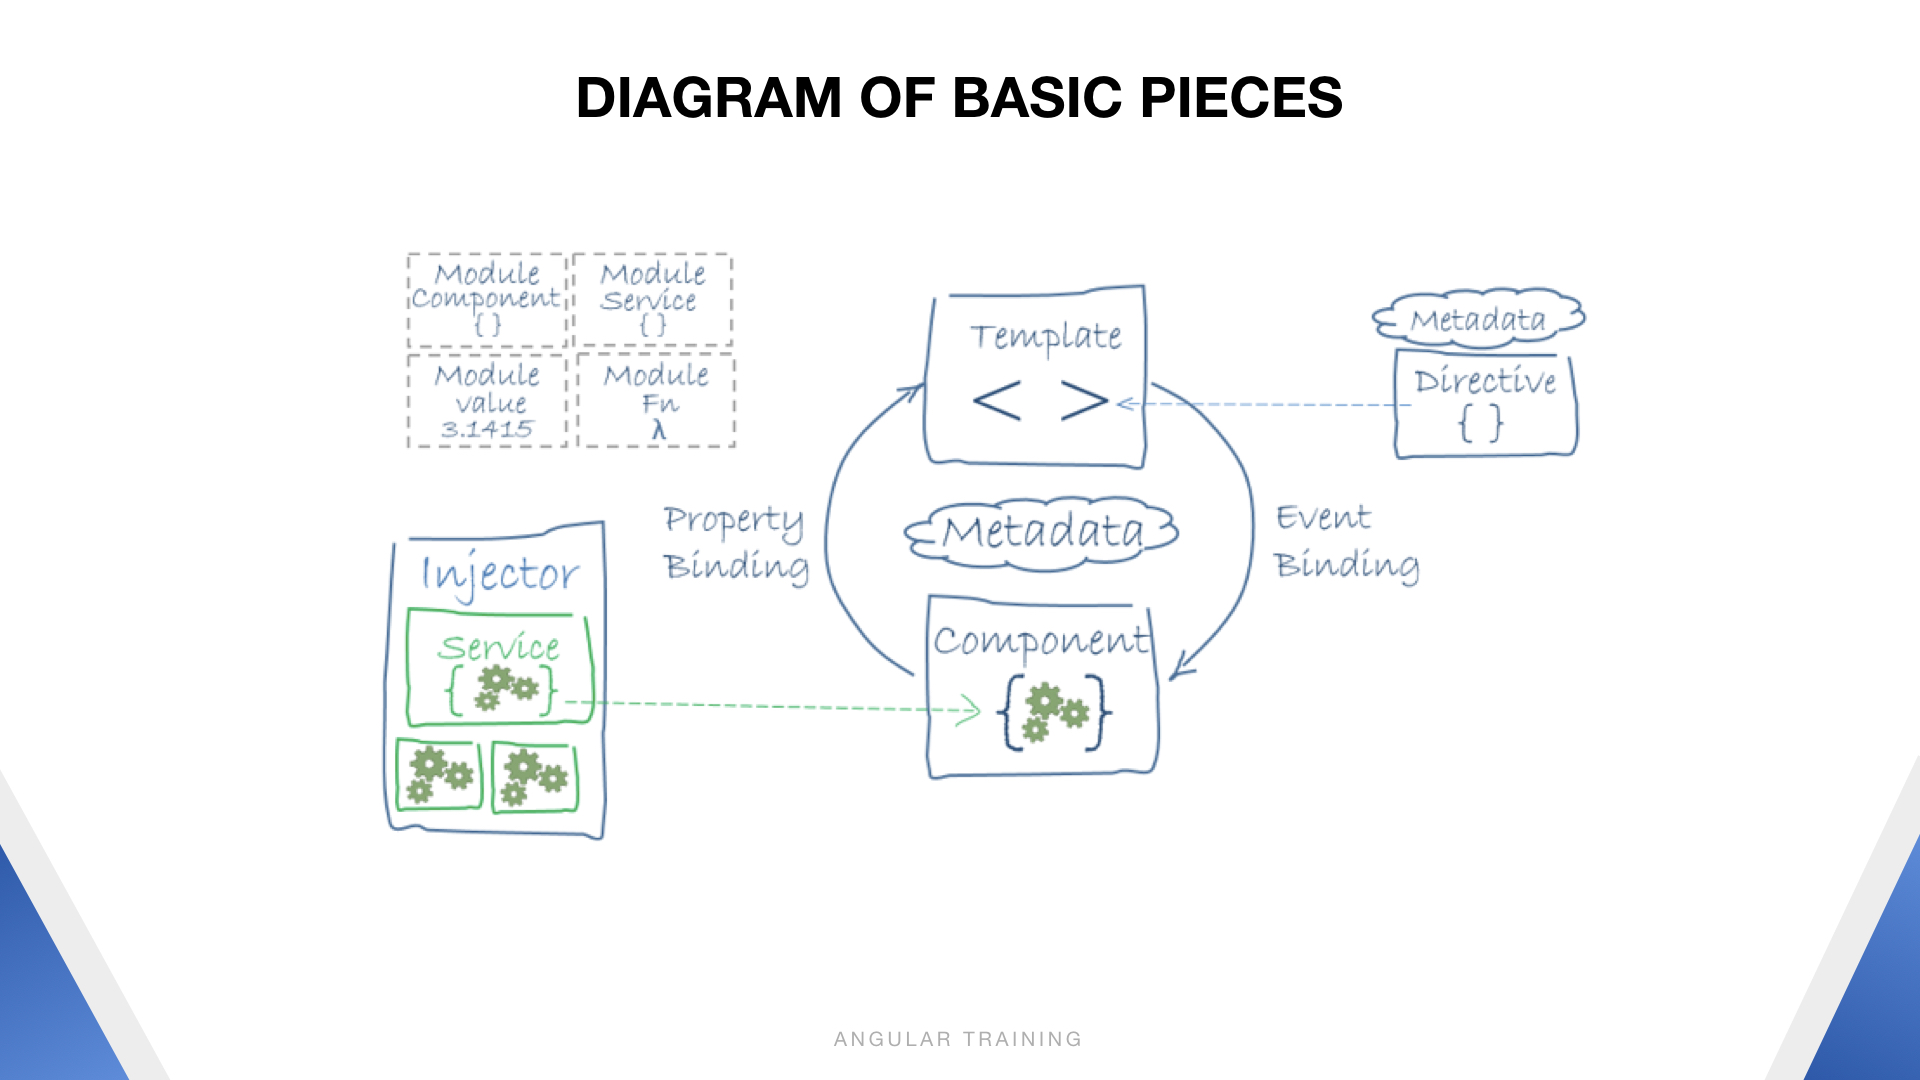 DIAGRAM OF BASIC PIECES
Module
Component
{ }
Module
Service
{ }
Module
value
3.1415
Module
Fn
λ
Template
< >
Metadata
Directive
{ }
Property
Binding
Metadata
Event
Binding
Injector
Service
{ }
Component
{ }
ANGULAR TRAINING